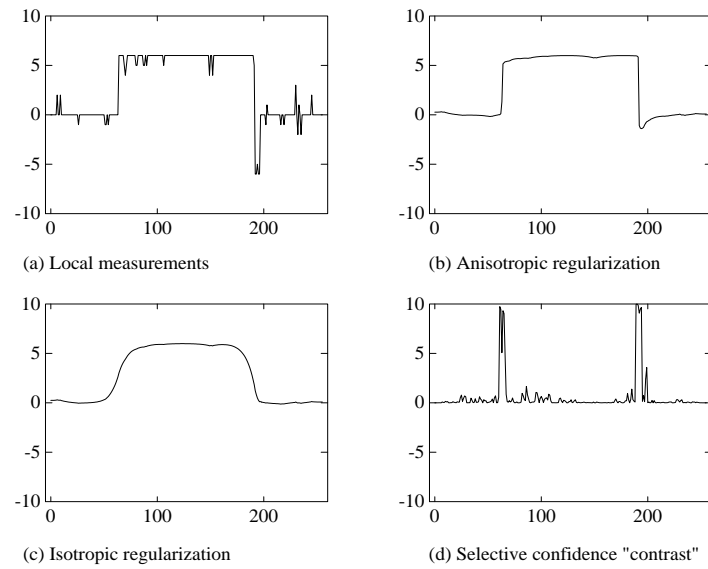 10
5
0
-5
-10
0 100 200
(a) Local measurements
10
5
0
-5
-10
0 100 200
(b) Anisotropic regularization
10
5
0
-5
-10
0 100 200
(c) Isotropic regularization
10
5
0
-5
-10
0 100 200
(d) Selective confidence "contrast"